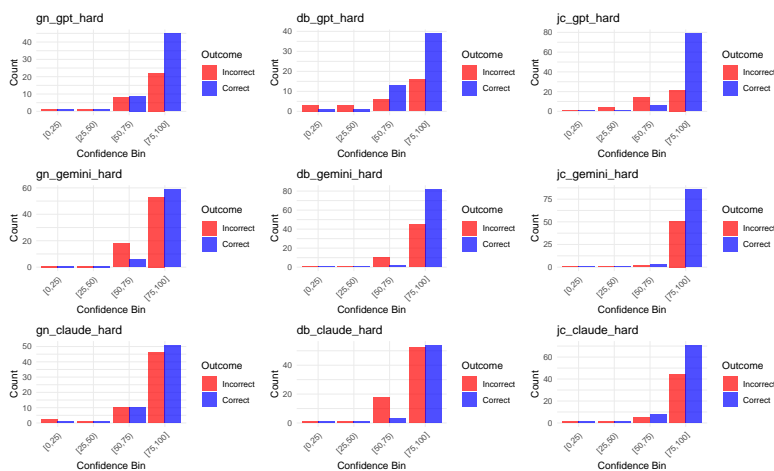 gn_gpt_hard
Count
40
30
20
10
0
[0,25)
[25,50)
[50,75)
[75,100]
Confidence Bin
Outcome
Incorrect
Correct
db_gpt_hard
Count
40
30
20
10
0
[0,25)
[25,50)
[50,75)
[75,100]
Confidence Bin
Outcome
Incorrect
Correct
jc_gpt_hard
Count
80
60
40
20
0
[0,25)
[25,50)
[50,75)
[75,100]
Confidence Bin
Outcome
Incorrect
Correct
gn_gemini_hard
Count
60
40
20
0
[0,25)
[25,50)
[50,75)
[75,100]
Confidence Bin
Outcome
Incorrect
Correct
db_gemini_hard
Count
80
60
40
20
0
[0,25)
[25,50)
[50,75)
[75,100]
Confidence Bin
Outcome
Incorrect
Correct
jc_gemini_hard
Count
75
50
25
0
[0,25)
[25,50)
[50,75)
[75,100]
Confidence Bin
Outcome
Incorrect
Correct
gn_claude_hard
Count
50
40
30
20
10
0
[0,25)
[25,50)
[50,75)
[75,100]
Confidence Bin
Outcome
Incorrect
Correct
db_claude_hard
Count
40
20
0
[0,25)
[25,50)
[50,75)
[75,100]
Confidence Bin
Outcome
Incorrect
Correct
jc_claude_hard
Count
60
40
20
0
[0,25)
[25,50)
[50,75)
[75,100]
Confidence Bin
Outcome
Incorrect
Correct